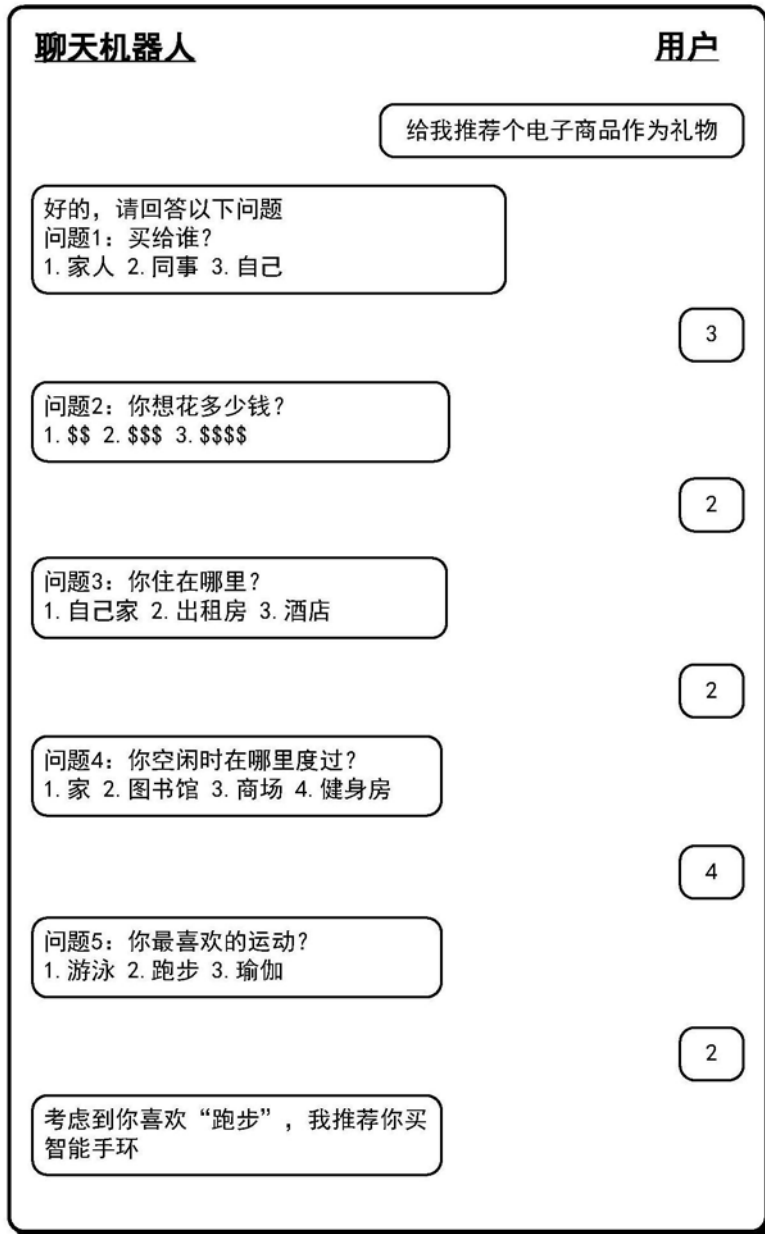 聊天机器人
用户
给我推荐个电子商品作为礼物
好的，请回答以下问题
问题1：买给谁？
1.家人 2.同事 3.自己
3
问题2：你想花多少钱？
1.$$ 2.$$$ 3.$$$$
2
问题3：你住在哪里？
1.自己家 2.出租房 3.酒店
2
问题4：你空闲时在哪里度过？
1.家 2.图书馆 3.商场 4.健身房
4
问题5：你最喜欢的运动？
1.游泳 2.跑步 3.瑜伽
2
考虑到你喜欢“跑步”，我推荐你买
智能手环